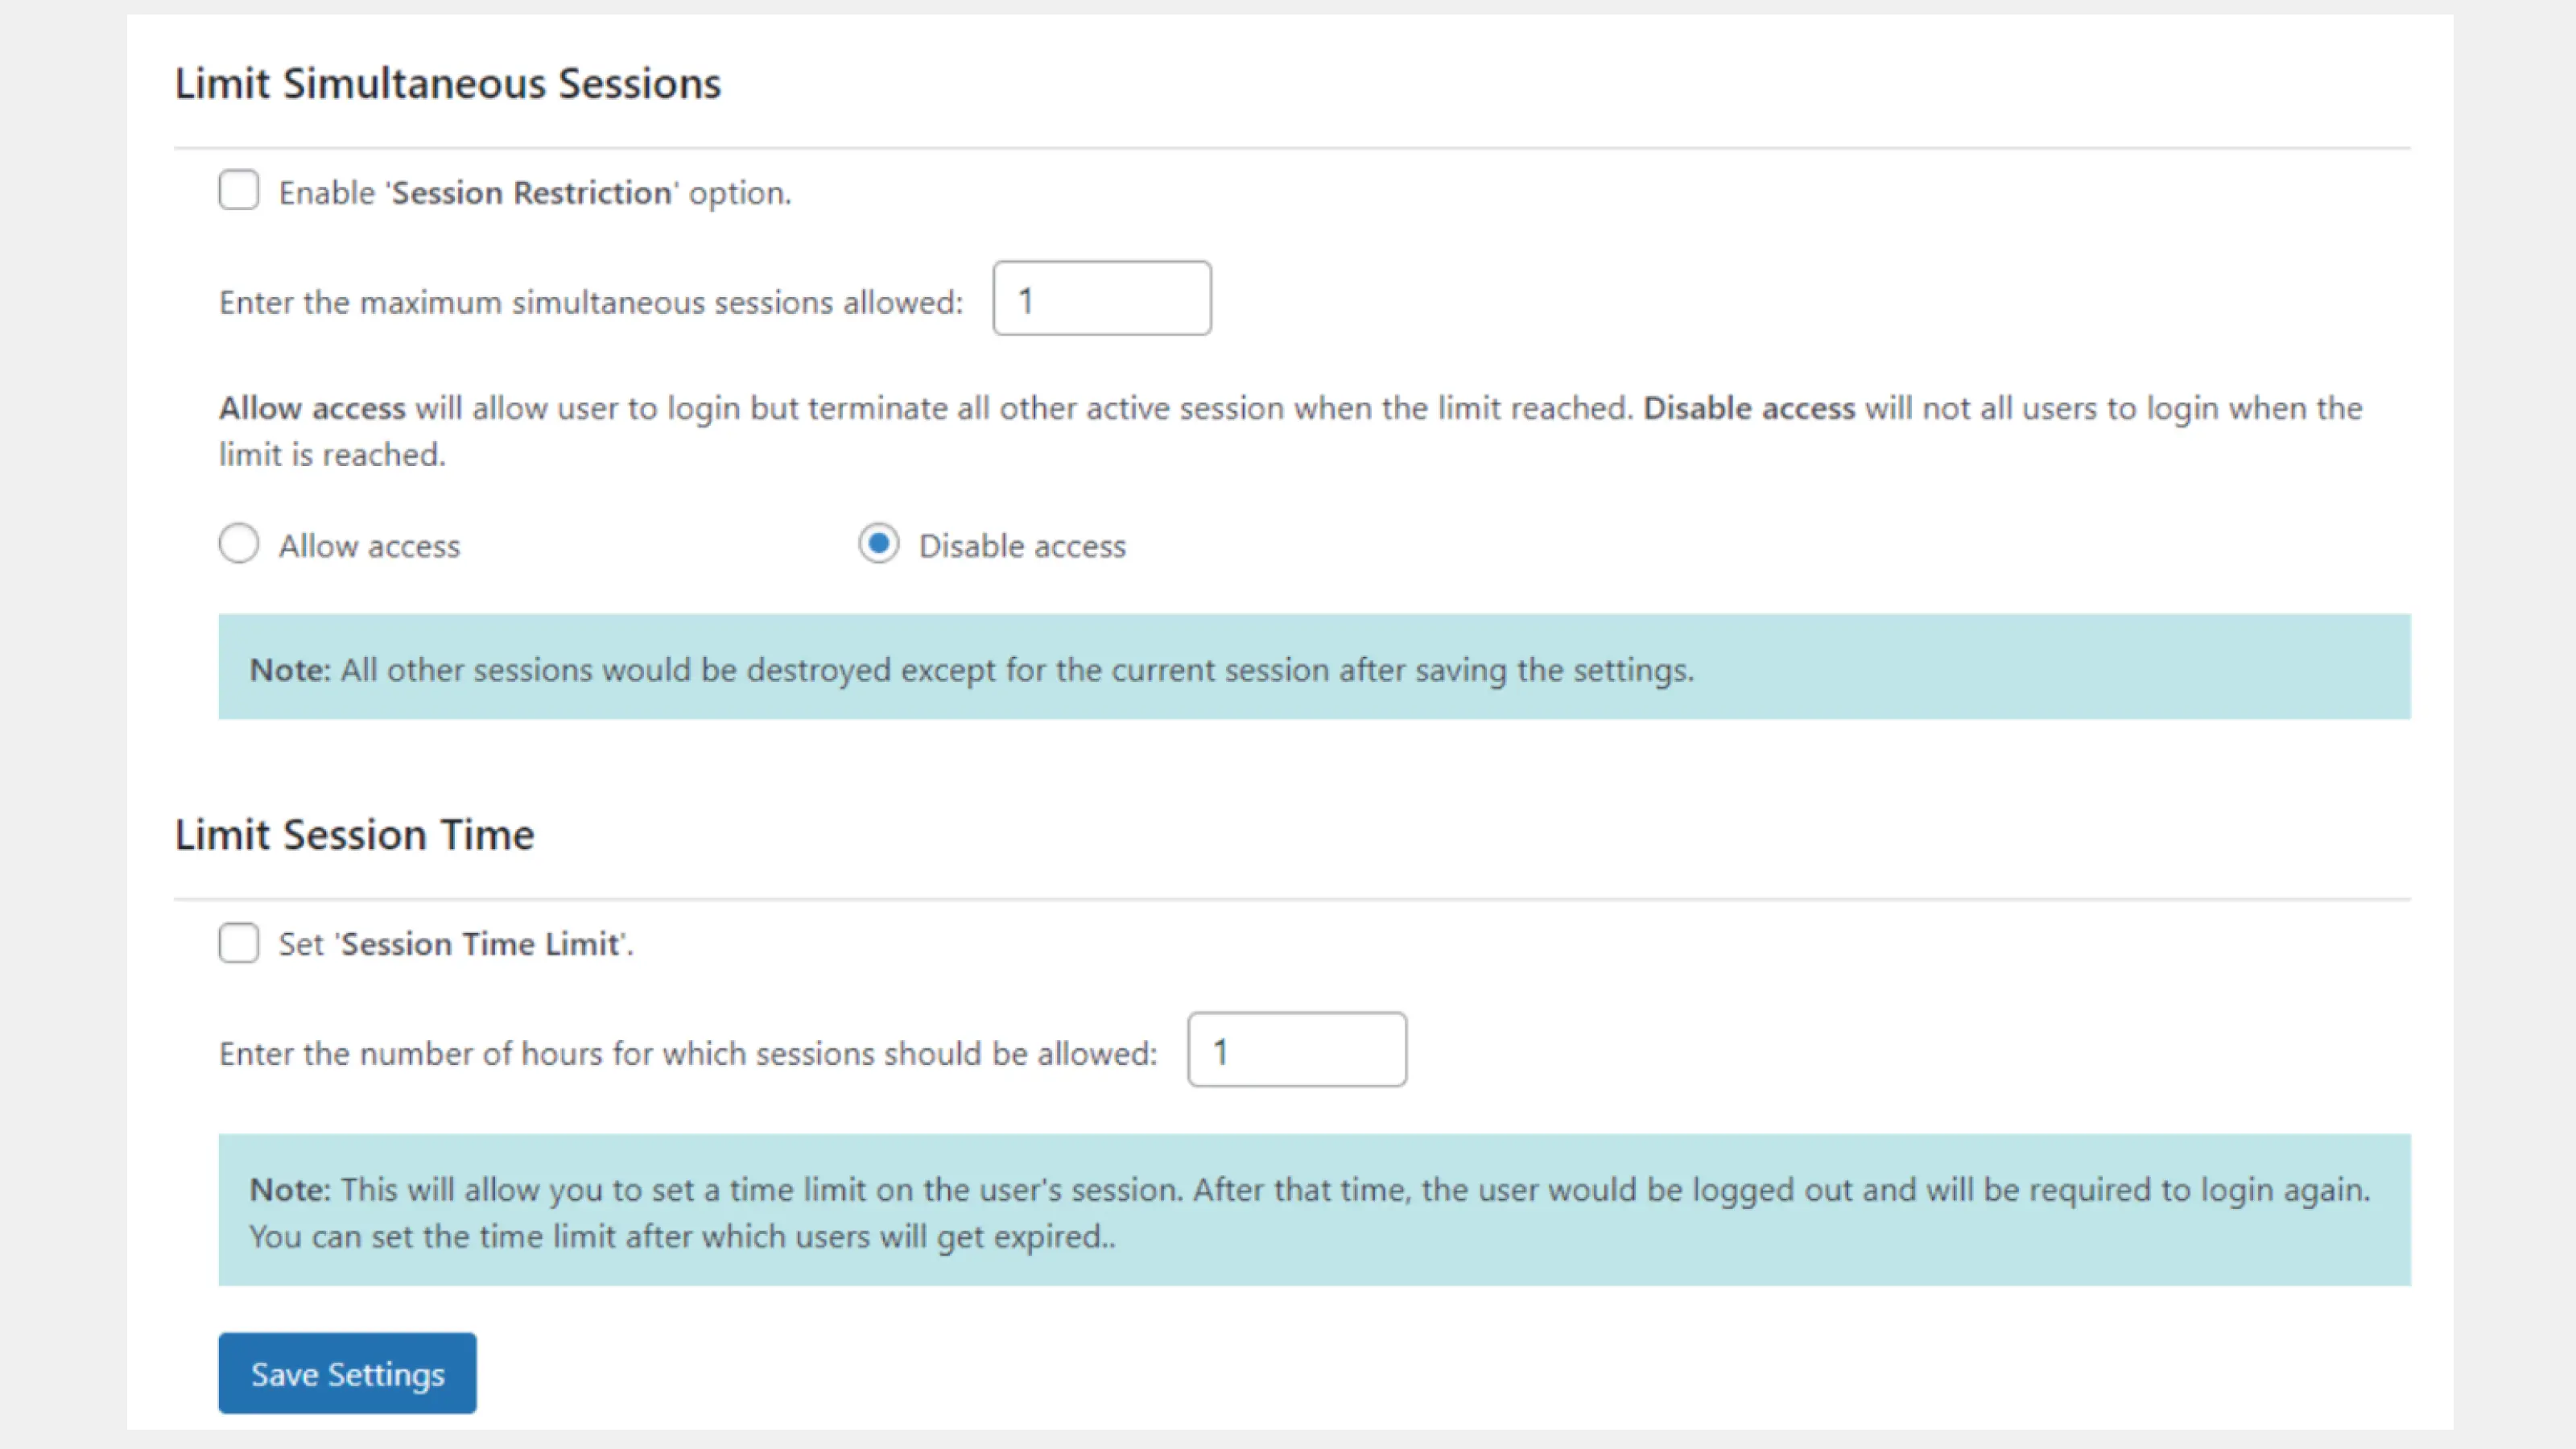 Limit Simultaneous Sessions
Enable 'Session Restriction' option.
Enter the maximum simultaneous sessions allowed: 1
Allow access will allow user to login but terminate all other active session when the limit reached. Disable access will not all users to login when the
limit is reached.
Allow access Disable access
Note: All other sessions would be destroyed except for the current session after saving the settings.
Limit Session Time
Set 'Session Time Limit'.
Enter the number of hours for which sessions should be allowed: 1
Note: This will allow you to set a time limit on the user's session. After that time, the user would be logged out and will be required to login again.
You can set the time limit after which users will get expired..
Save Settings